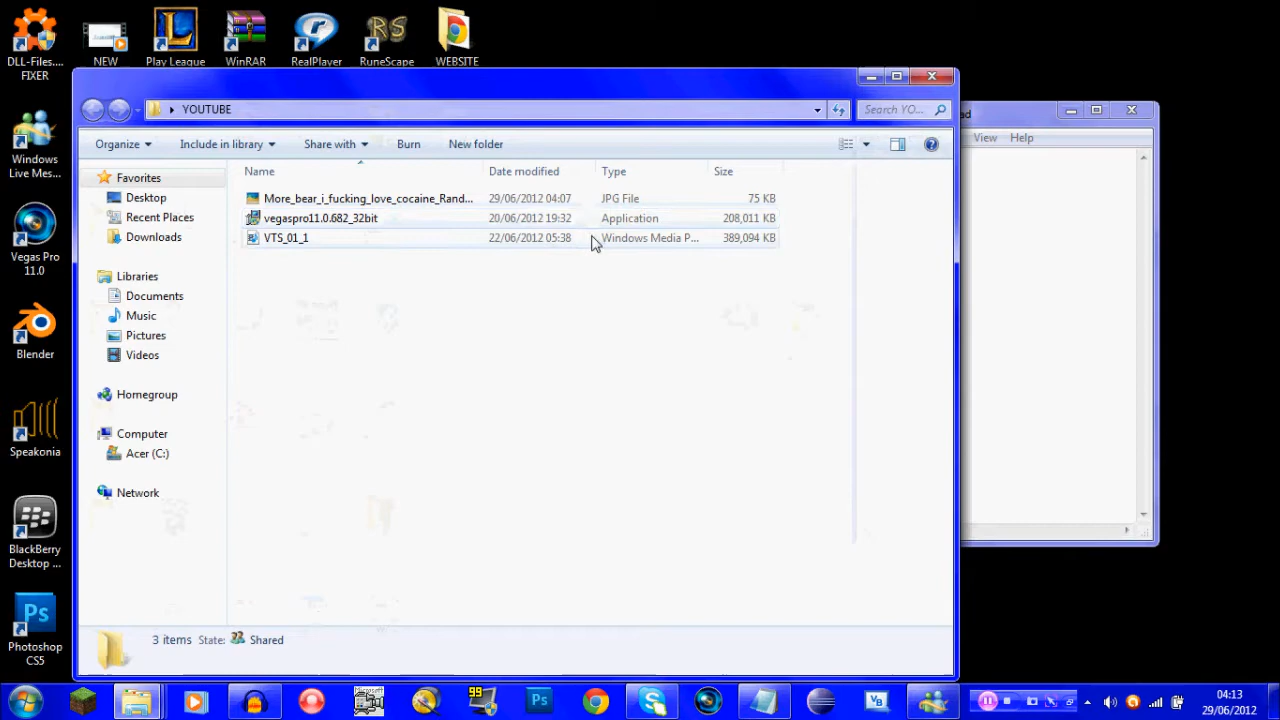 DLL-Files....
FIXER
NEW
Play League
WinRAR
RealPlayer
RuneScape
WEBSITE
YOUTUBE
Search YO...
Organize
Include in library
Share with
Burn
New folder
View
Help
Favorites
Desktop
Recent Places
Downloads
Libraries
Documents
Music
Pictures
Videos
Homegroup
Computer
Acer (C:)
Network
Name
Date modified
Type
Size
More_bear_i_fucking_love_cocaine_Rand...
29/06/2012 04:07
JPG File
75 KB
vegaspro11.0.682_32bit
20/06/2012 19:32
Application
208,011 KB
VTS_01_1
22/06/2012 05:38
Windows Media P...
389,094 KB
Windows
Live Mes...
Vegas Pro
11.0
Blender
Speakonia
BlackBerry
Desktop ...
Ps
Photoshop
CS5
3 items State: Shared
99
Ps
VB
04:13
29/06/2012